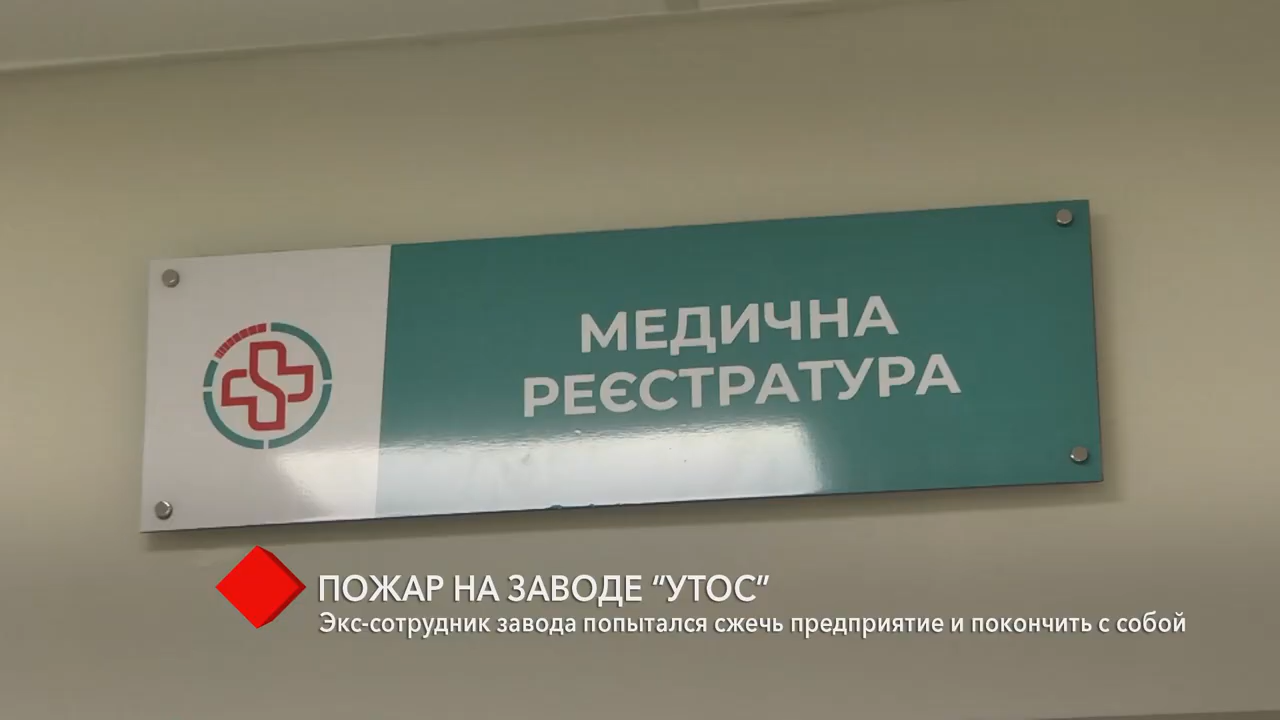 МЕДИЧНА
РЕЄСТРАТУРА
ПОЖАР НА ЗАВОДЕ “УТОС”
Экс-сотрудник завода попытался сжечь предприятие и покончить с собой